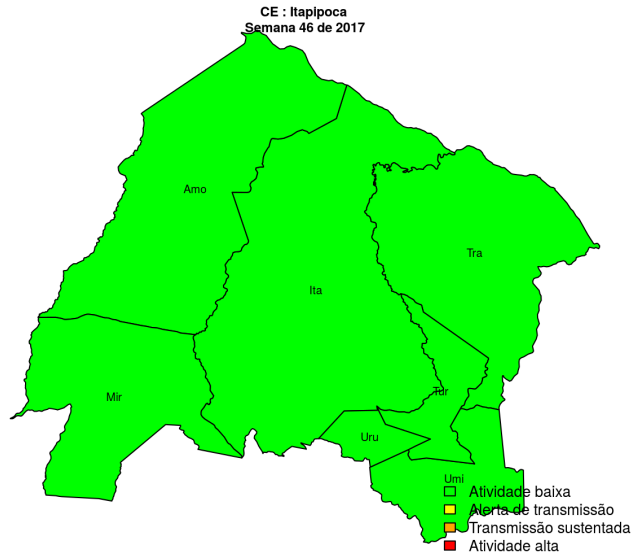 CE : Itapipoca
Semana 46 de 2017
Amo
Tra
Ita
Tur
Mir
Uru
Umi
Atividade baixa
Alerta de transmissão
Transmissão sustentada
Atividade alta